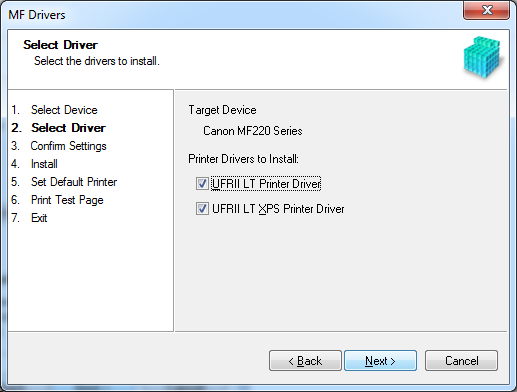 MF Drivers
Select Driver
Select the drivers to install.
1. Select Device
2. Select Driver
3. Confirm Settings
4. Install
5. Set Default Printer
6. Print Test Page
7. Exit
Target Device
Canon MF220 Series
Printer Drivers to Install:
UFRII LT Printer Driver
UFRII LT XPS Printer Driver
< Back
Next >
Cancel